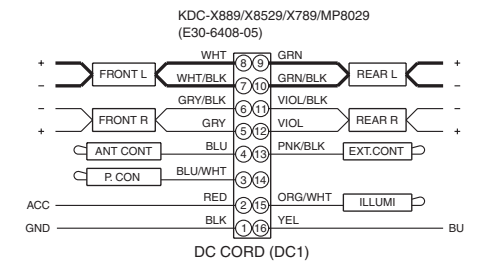 KDC-X889/X8529/X789/MP8029
(E30-6408-05)
WHT 8 9 GRN
+ FRONT L REAR L +
− WHT/BLK 7 10 GRN/BLK −
− GRY/BLK 6 11 VIOL/BLK −
FRONT R REAR R
+ GRY 5 12 VIOL +
ANT CONT BLU 4 13 PNK/BLK EXT.CONT
P. CON BLU/WHT 3 14
ACC RED 2 15 ORG/WHT ILLUMI
GND BLK 1 16 YEL BU
DC CORD (DC1)